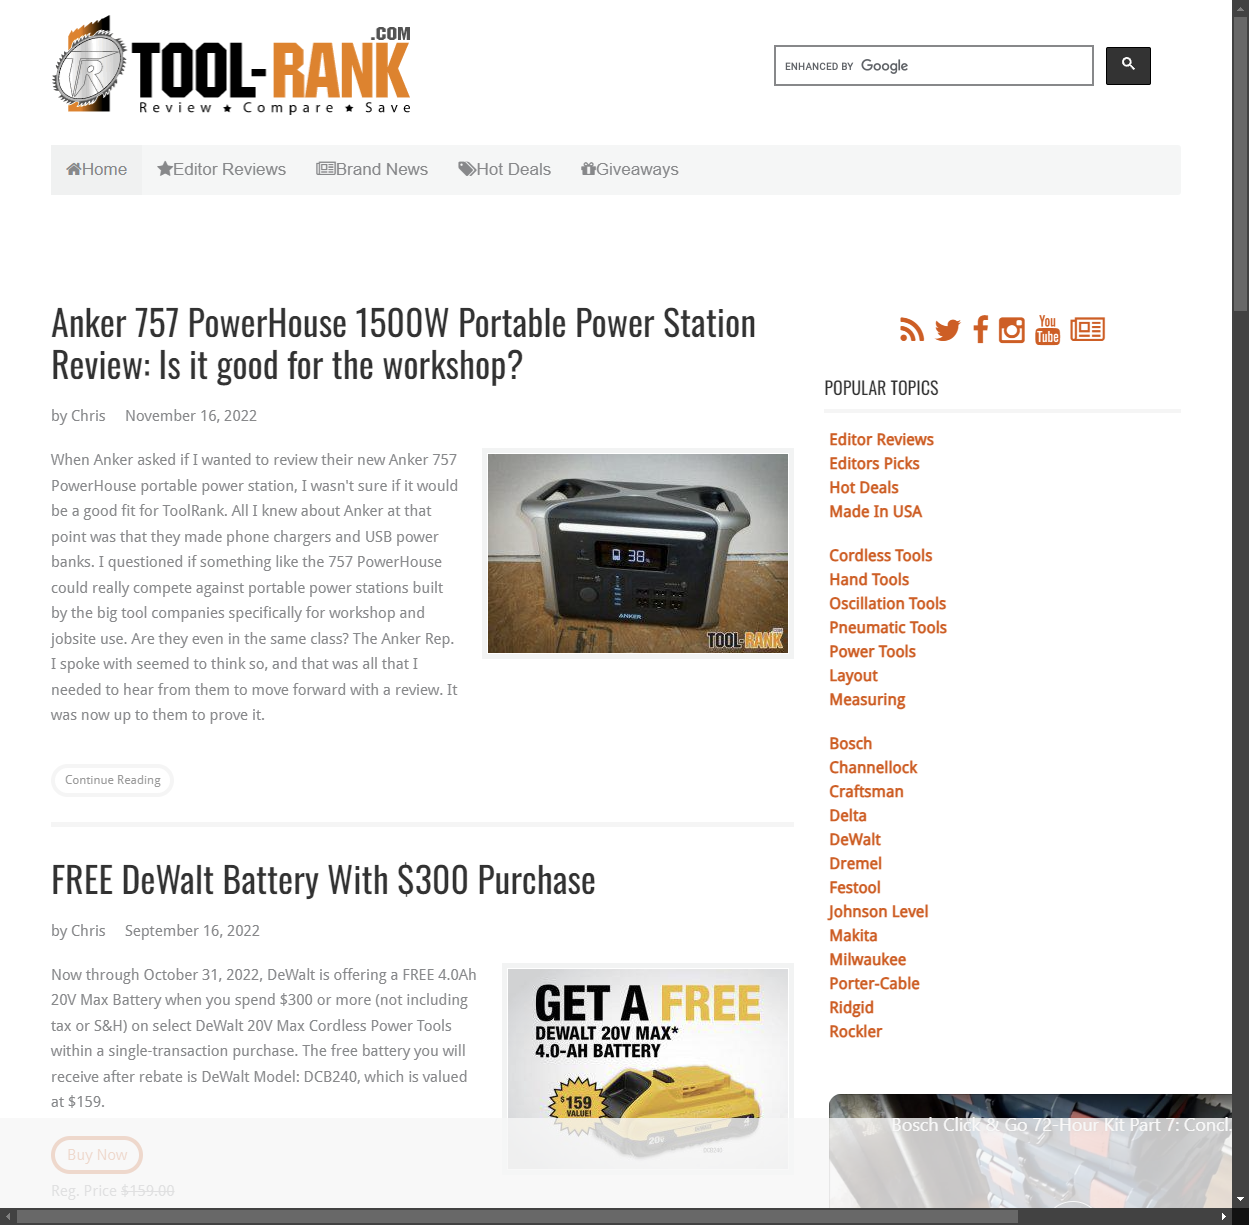 TOOL-RANK
.COM
Review ★ Compare ★ Save
ENHANCED BY Google
Home
Editor Reviews
Brand News
Hot Deals
Giveaways
Anker 757 PowerHouse 1500W Portable Power Station
Review: Is it good for the workshop?
by Chris November 16, 2022
When Anker asked if I wanted to review their new Anker 757
PowerHouse portable power station, I wasn't sure if it would
be a good fit for ToolRank. All I knew about Anker at that
point was that they made phone chargers and USB power
banks. I questioned if something like the 757 PowerHouse
could really compete against portable power stations built
by the big tool companies specifically for workshop and
jobsite use. Are they even in the same class? The Anker Rep.
I spoke with seemed to think so, and that was all that I
needed to hear from them to move forward with a review. It
was now up to them to prove it.
38%
ANKER
TOOL-RANK
Continue Reading
FREE DeWalt Battery With $300 Purchase
by Chris September 16, 2022
Now through October 31, 2022, DeWalt is offering a FREE 4.0Ah
20V Max Battery when you spend $300 or more (not including
tax or S&H) on select DeWalt 20V Max Cordless Power Tools
within a single-transaction purchase. The free battery you will
receive after rebate is DeWalt Model: DCB240, which is valued
at $159.
GET A FREE
DEWALT 20V MAX*
4.0-AH BATTERY
$159
VALUE!
Buy Now
Reg. Price $159.00
You
Tube
POPULAR TOPICS
Editor Reviews
Editors Picks
Hot Deals
Made In USA
Cordless Tools
Hand Tools
Oscillation Tools
Pneumatic Tools
Power Tools
Layout
Measuring
Bosch
Channellock
Craftsman
Delta
DeWalt
Dremel
Festool
Johnson Level
Makita
Milwaukee
Porter-Cable
Ridgid
Rockler
Bosch Click & Go 72-Hour Kit Part 7: Concl.